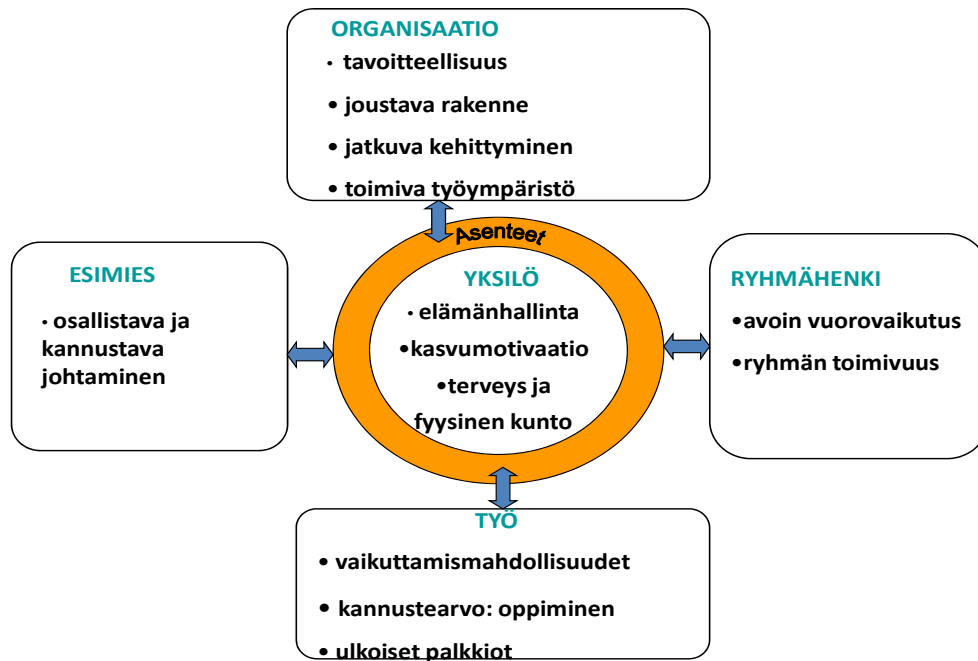 ORGANISAATIO
• tavoitteellisuus
• joustava rakenne
• jatkuva kehittyminen
• toimiva työympäristö
Asenteet
ESIMIES
• osallistava ja
kannustava
johtaminen
YKSILÖ
• elämänhallinta
•kasvumotivaatio
•terveys ja
fyysinen kunto
RYHMÄHENKI
•avoin vuorovaikutus
•ryhmän toimivuus
TYÖ
• vaikuttamismahdollisuudet
• kannustearvo: oppiminen
• ulkoiset palkkiot